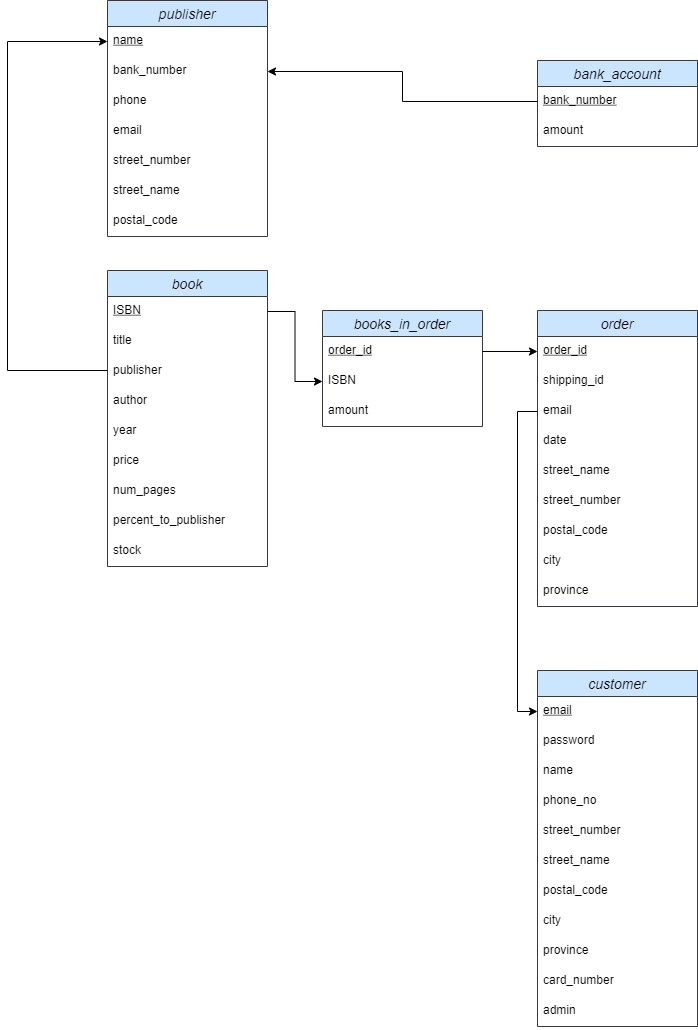 publisher
name
bank_number
phone
email
street_number
street_name
postal_code
bank_account
bank_number
amount
book
ISBN
title
publisher
author
year
price
num_pages
percent_to_publisher
stock
books_in_order
order_id
ISBN
amount
order
order_id
shipping_id
email
date
street_name
street_number
postal_code
city
province
customer
email
password
name
phone_no
street_number
street_name
postal_code
city
province
card_number
admin